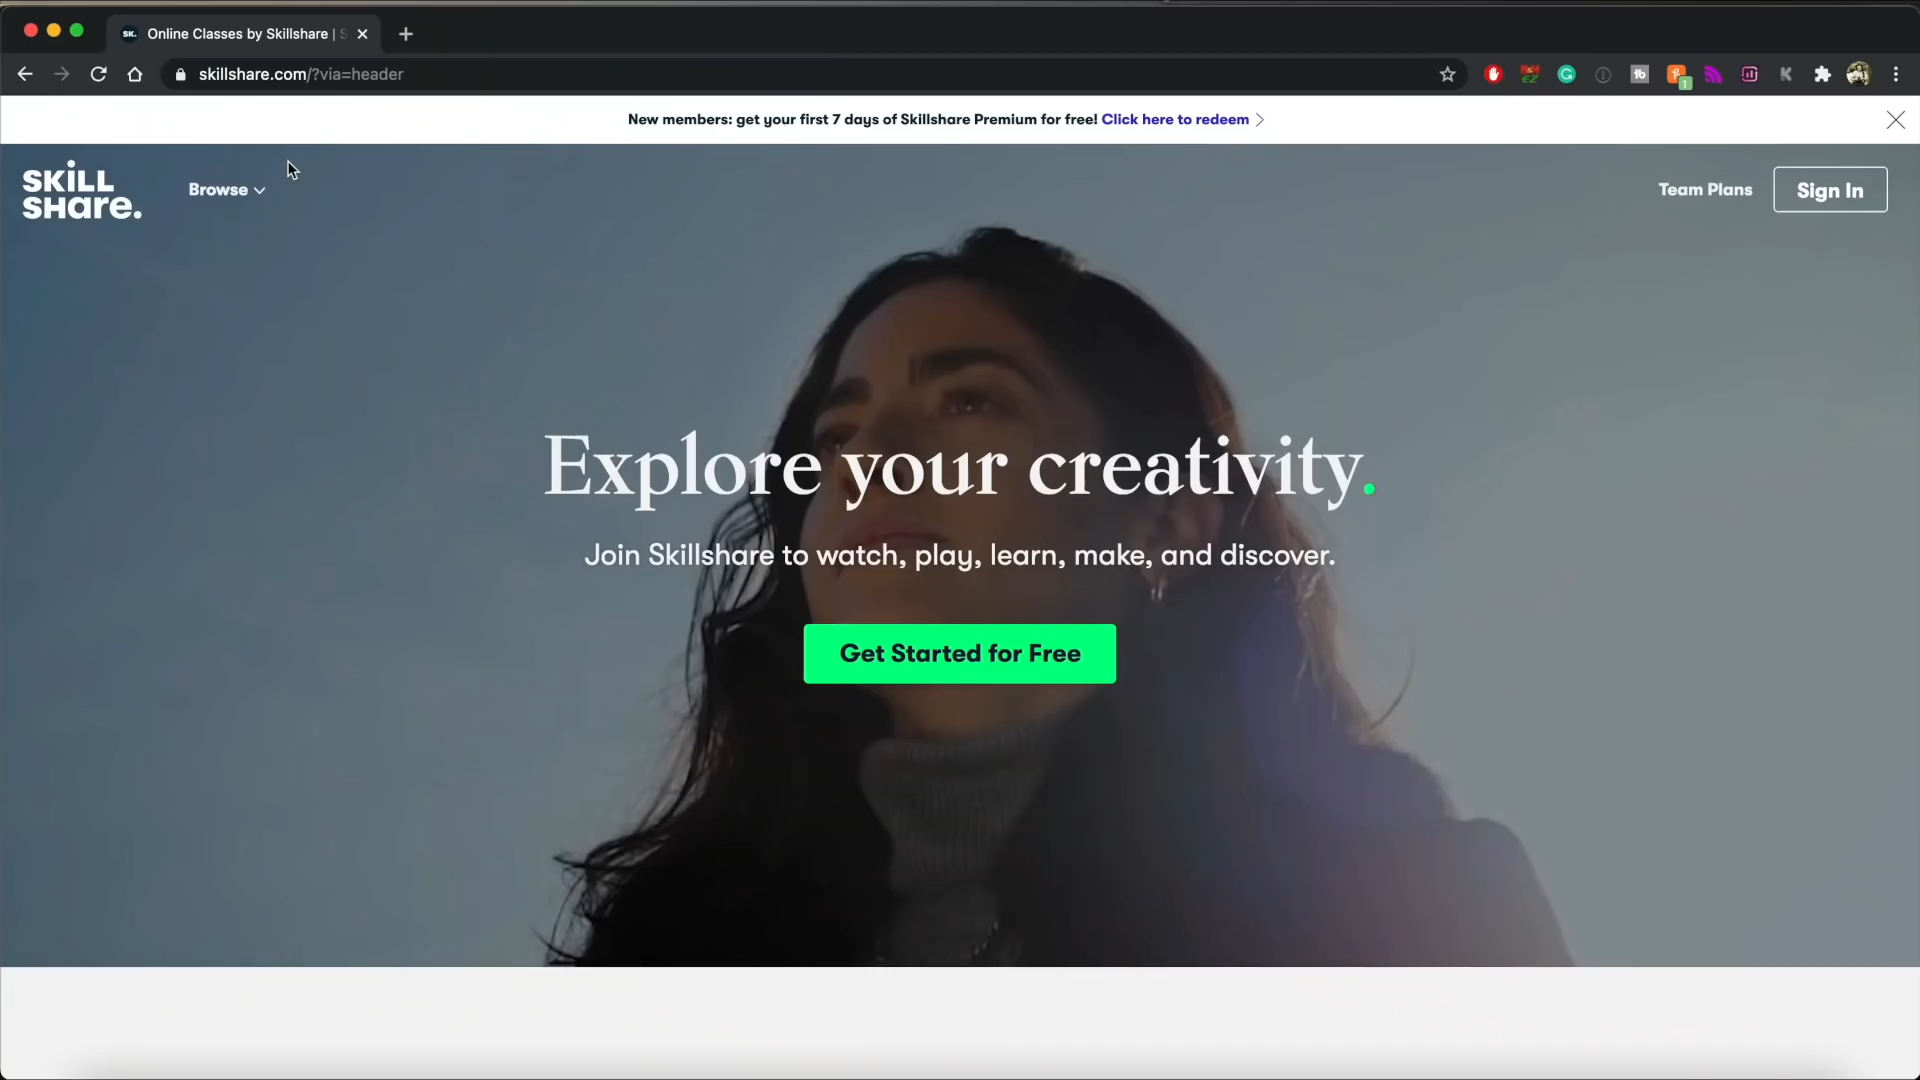 SK. Online Classes by Skillshare | S
skillshare.com/?via=header
New members: get your first 7 days of Skillshare Premium for free! Click here to redeem
SKiLL
SHare.
Browse
Team Plans
Sign In
Explore your creativity.
Join Skillshare to watch, play, learn, make, and discover.
Get Started for Free